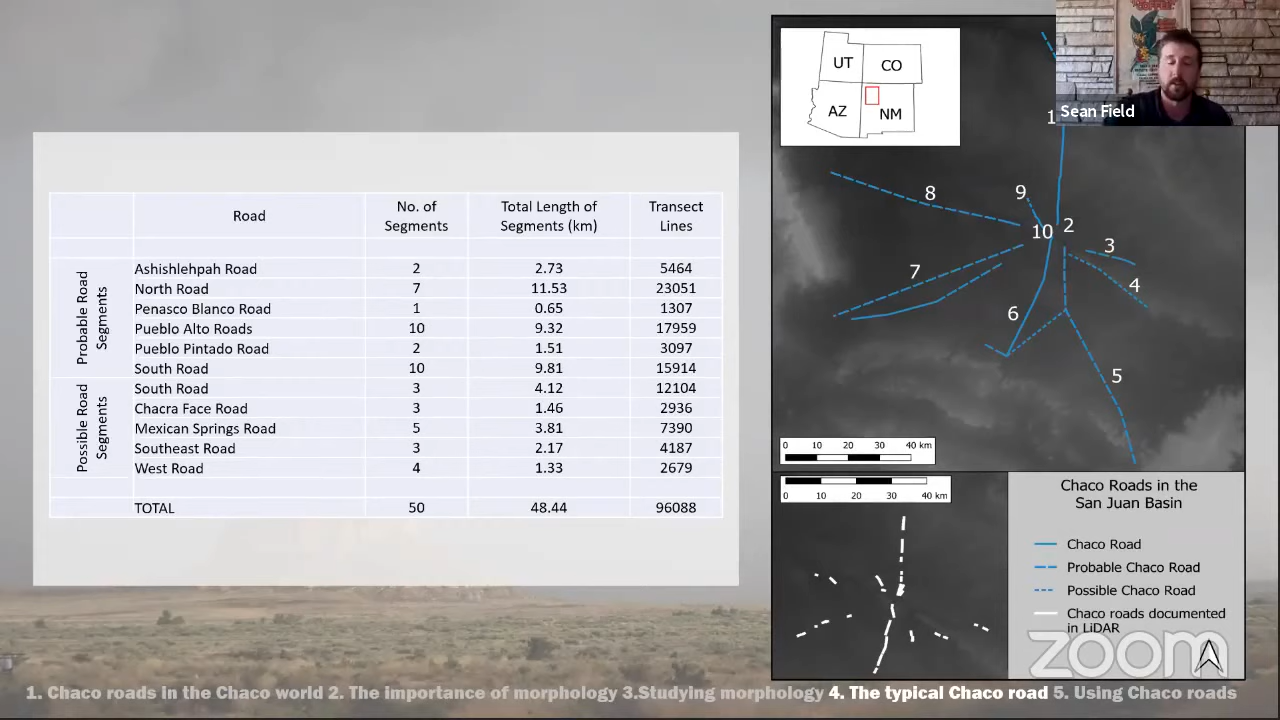 Road
No. of Segments
Total Length of Segments (km)
Transect Lines
Probable Road Segments
Ashishlehpah Road 2 2.73 5464
North Road 7 11.53 23051
Penasco Blanco Road 1 0.65 1307
Pueblo Alto Roads 10 9.32 17959
Pueblo Pintado Road 2 1.51 3097
South Road 10 9.81 15914
Possible Road Segments
South Road 3 4.12 12104
Chacra Face Road 3 1.46 2936
Mexican Springs Road 5 3.81 7390
Southeast Road 3 2.17 4187
West Road 4 1.33 2679
TOTAL 50 48.44 96088
UT CO
AZ NM
Sean Field
1
8
9
10
2
3
7
4
6
5
0 10 20 30 40 km
0 10 20 30 40 km
Chaco Roads in the
San Juan Basin
Chaco Road
Probable Chaco Road
Possible Chaco Road
Chaco roads documented
in LiDAR
zoom
1. Chaco roads in the Chaco world 2. The importance of morphology 3.Studying morphology 4. The typical Chaco road 5. Using Chaco roads